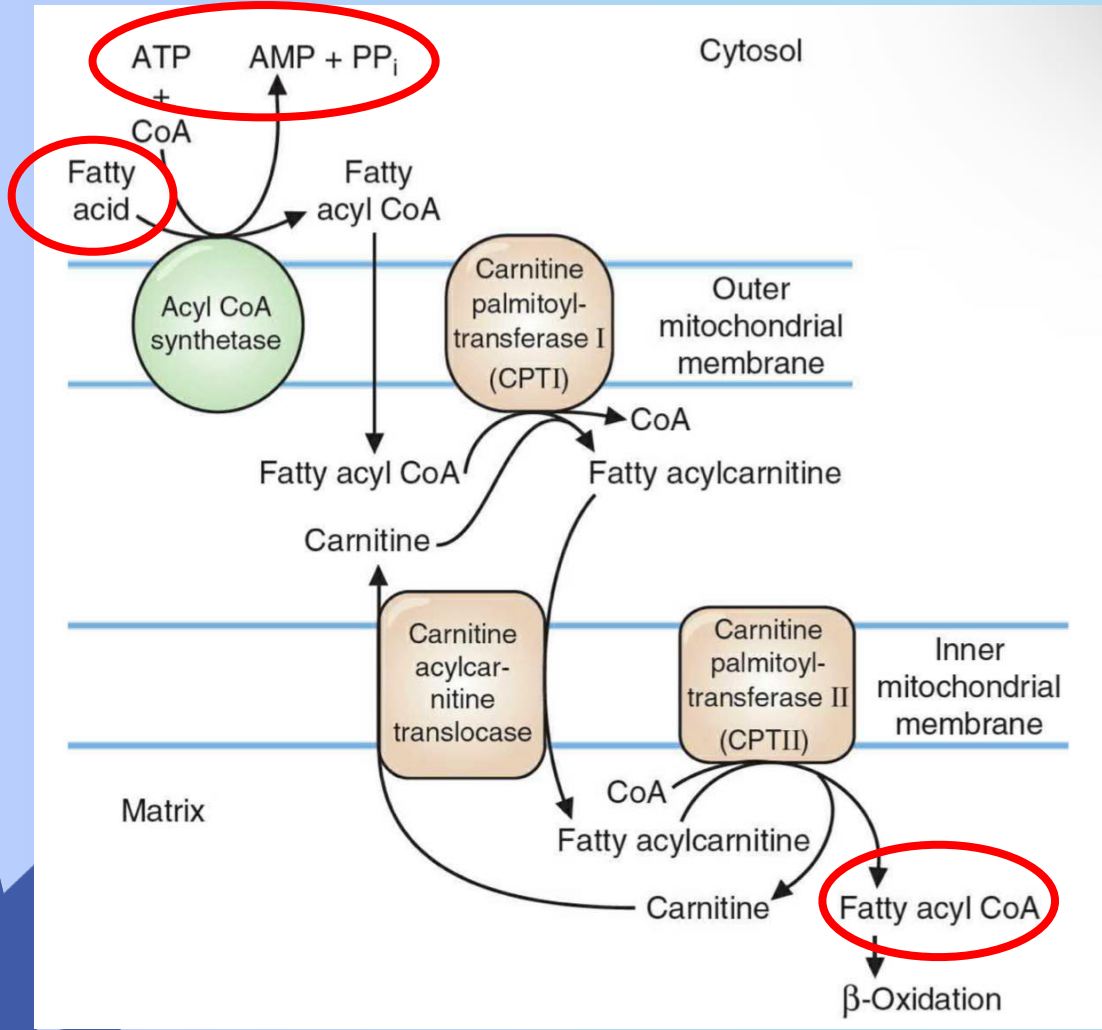 ATP
AMP + PPi
Cytosol
+
CoA
Fatty
acid
Fatty
acyl CoA
Acyl CoA
synthetase
Carnitine
palmitoyl-
transferase I
(CPTI)
Outer
mitochondrial
membrane
CoA
Fatty acyl CoA
Fatty acylcarnitine
Carnitine
Carnitine
acylcar-
nitine
translocase
Carnitine
palmitoyl-
transferase II
(CPTII)
Inner
mitochondrial
membrane
Matrix
CoA
Fatty acylcarnitine
Carnitine
Fatty acyl CoA
β-Oxidation